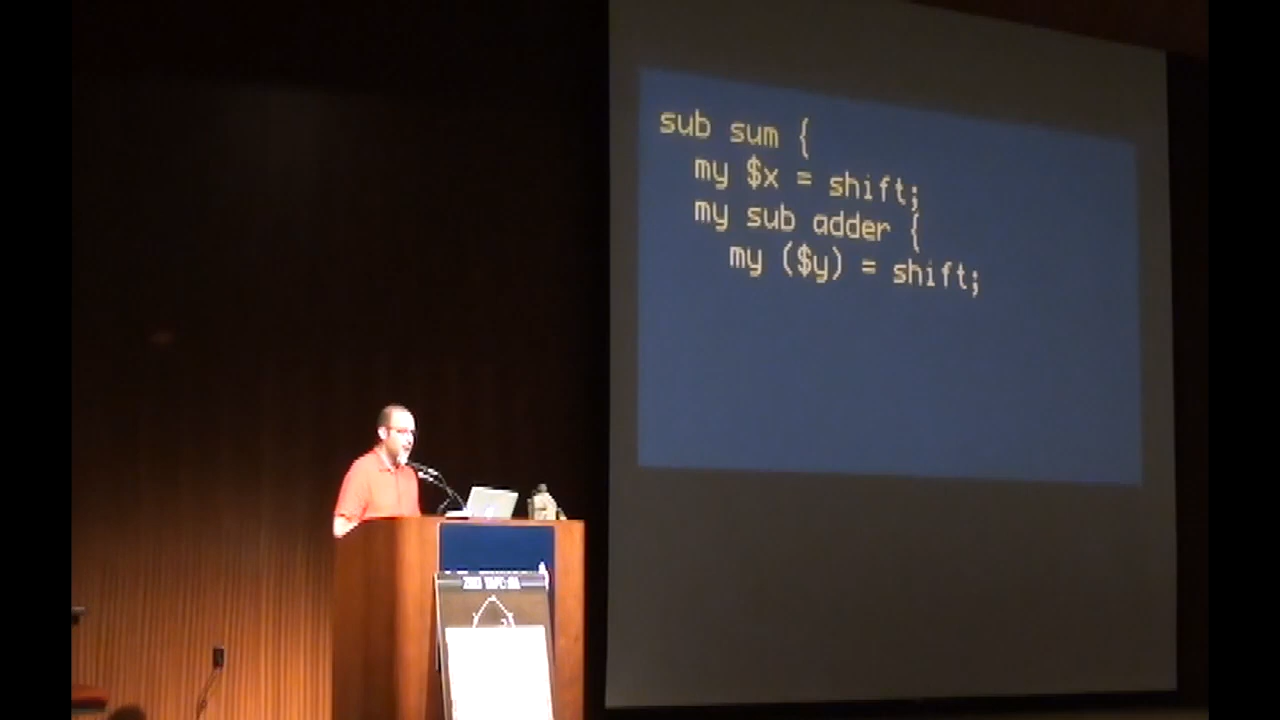 sub sum {
my $x = shift;
my sub adder {
my ($y) = shift;